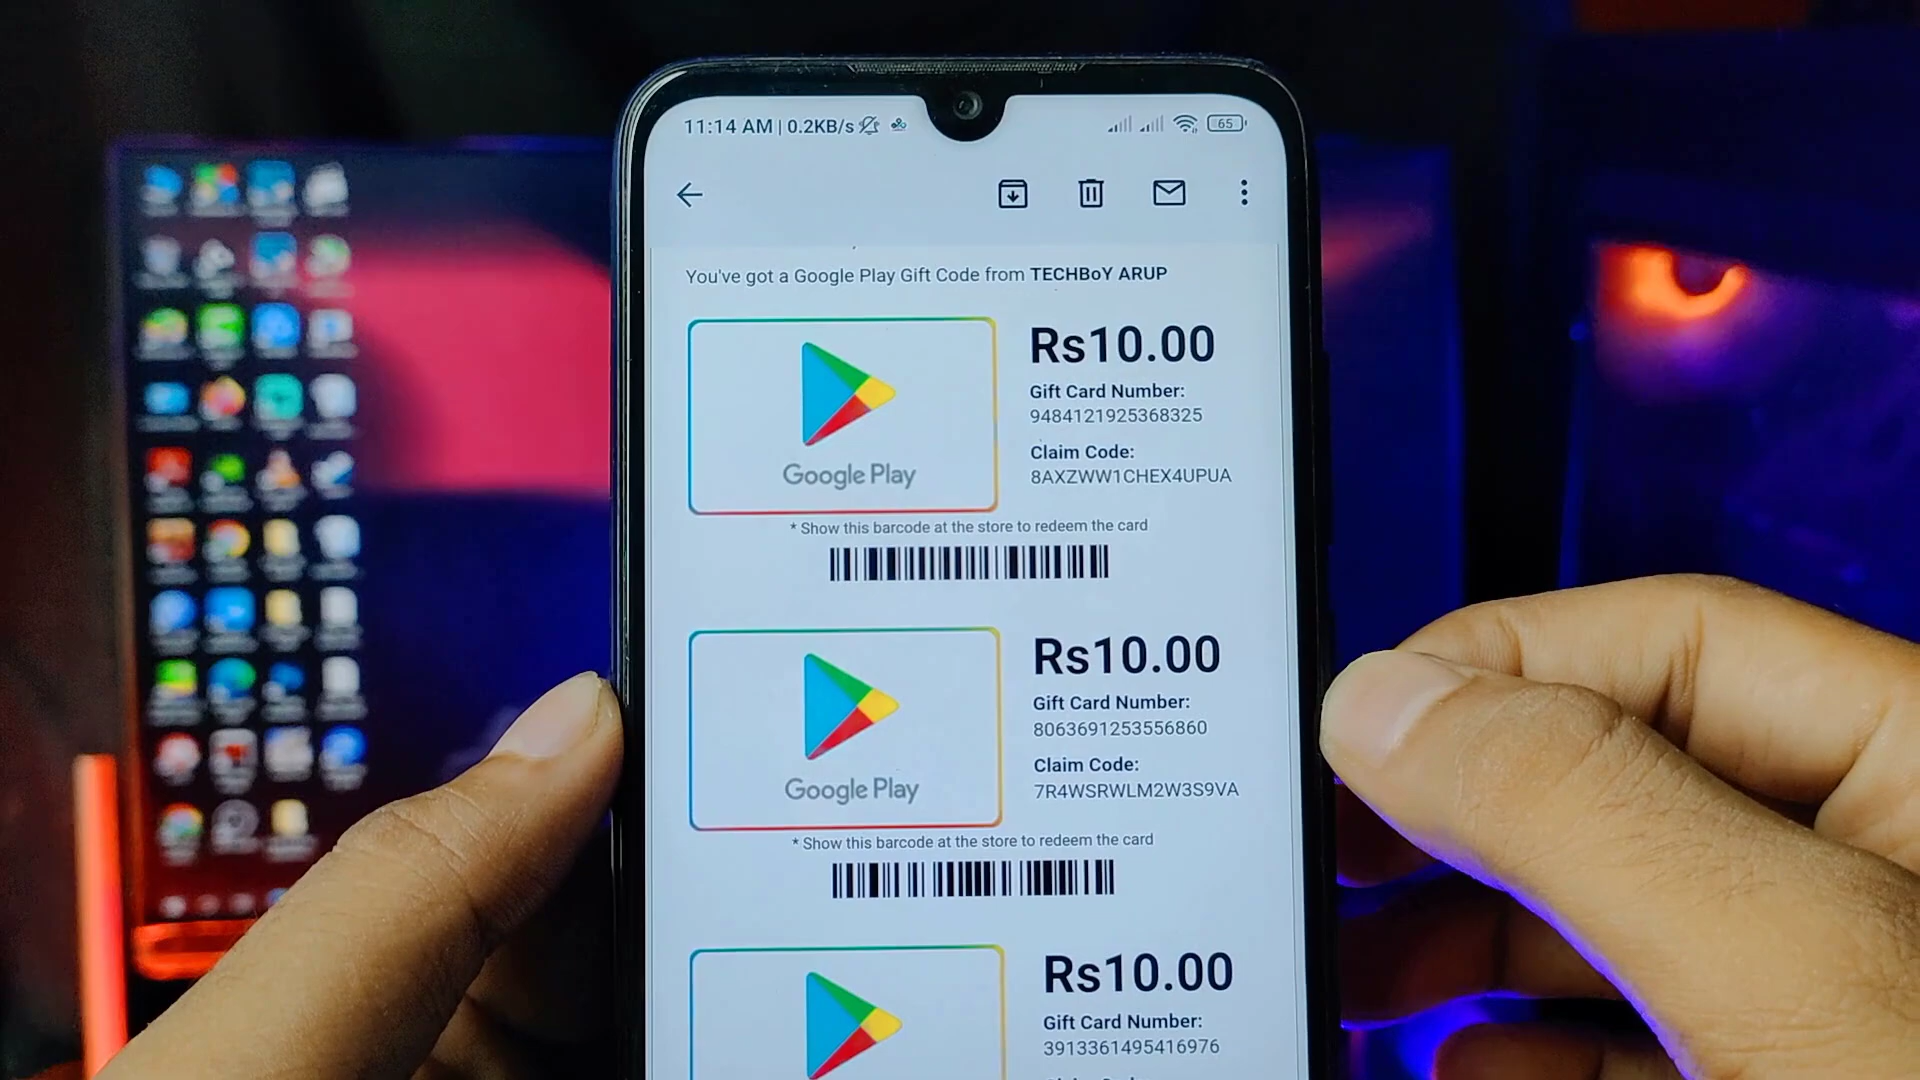 11:14 AM | 0.2KB/s
65
You've got a Google Play Gift Code from TECHBoY ARUP
Rs10.00
Gift Card Number:
9484121925368325
Claim Code:
8AXZWW1CHEX4UPUA
Google Play
* Show this barcode at the store to redeem the card
Rs10.00
Gift Card Number:
8063691253556860
Claim Code:
7R4WSRWLM2W3S9VA
Google Play
* Show this barcode at the store to redeem the card
Rs10.00
Gift Card Number:
3913361495416976